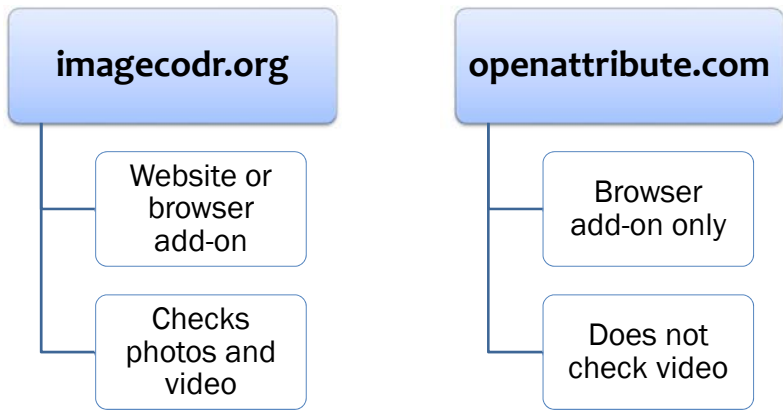 imagecodr.org
Website or
browser
add-on
Checks
photos and
video
openattribute.com
Browser
add-on only
Does not
check video